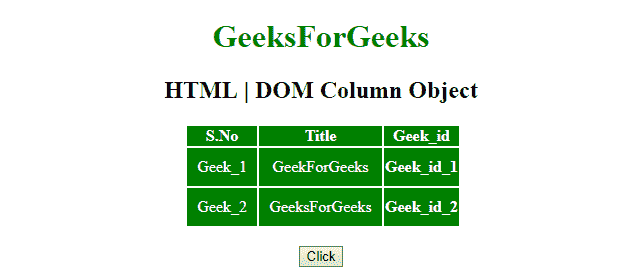 GeeksForGeeks
HTML | DOM Column Object
S.No Title Geek_id
Geek_1 GeekForGeeks Geek_id_1
Geek_2 GeeksForGeeks Geek_id_2
Click